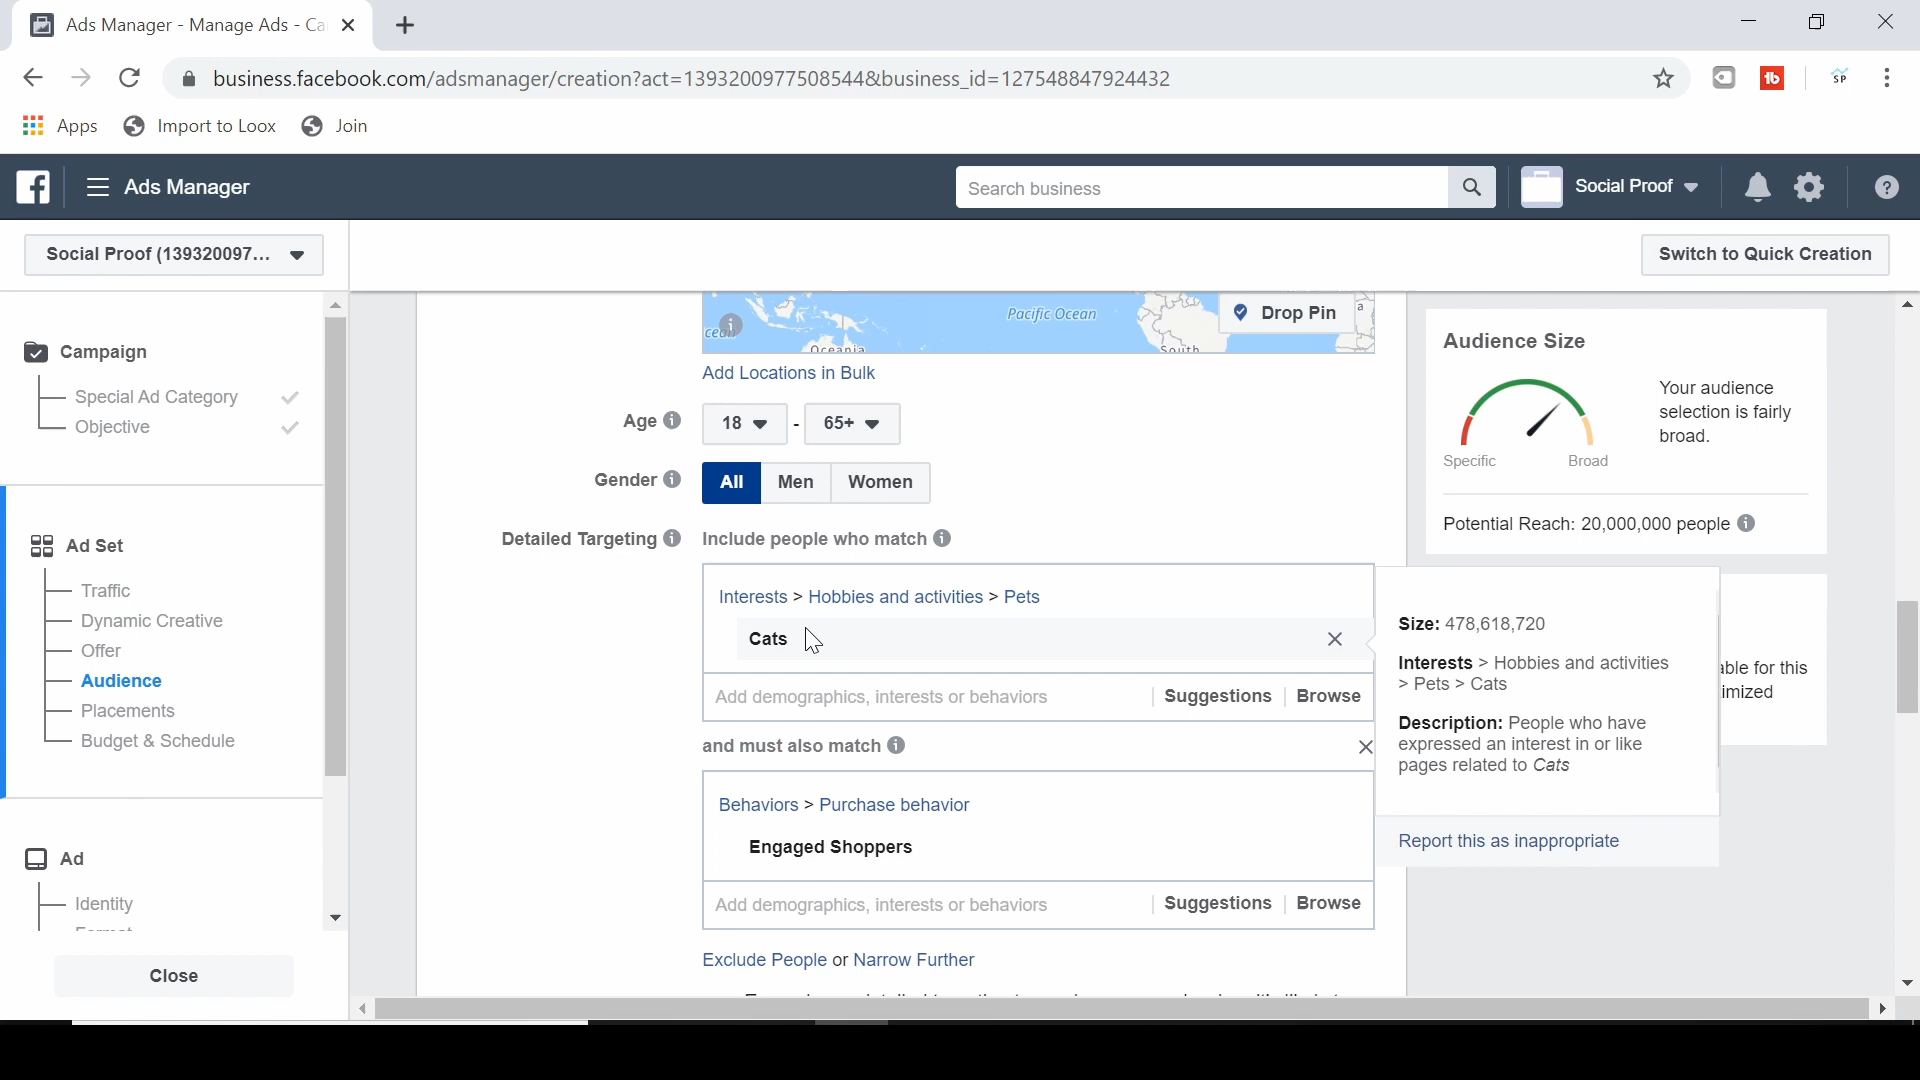 Ads Manager - Manage Ads - Ca
business.facebook.com/adsmanager/creation?act=1393200977508544&business_id=127548847924432
Apps Import to Loox Join
Ads Manager
Search business
Social Proof
Social Proof (139320097...
Switch to Quick Creation
Campaign
Special Ad Category
Objective
Ad Set
Traffic
Dynamic Creative
Offer
Audience
Placements
Budget & Schedule
Ad
Identity
Close
Pacific Ocean
Drop Pin
Oceania
South
Add Locations in Bulk
Age 18 - 65+
Gender All Men Women
Detailed Targeting Include people who match
Interests > Hobbies and activities > Pets
Cats
Add demographics, interests or behaviors Suggestions Browse
and must also match
Behaviors > Purchase behavior
Engaged Shoppers
Add demographics, interests or behaviors Suggestions Browse
Exclude People or Narrow Further
Audience Size
Your audience
selection is fairly
broad.
Specific Broad
Potential Reach: 20,000,000 people
Size: 478,618,720
Interests > Hobbies and activities
> Pets > Cats
Description: People who have
expressed an interest in or like
pages related to Cats
Report this as inappropriate
able for this
imized